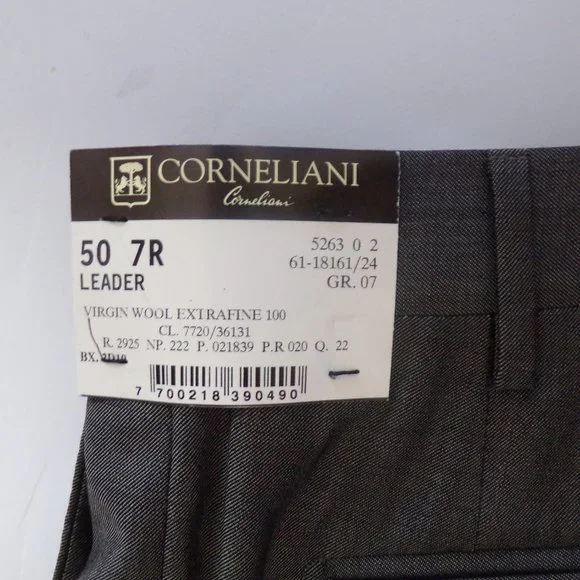 CORNELIANI
Corneliani
50 7R
LEADER
5263 0 2
61-18161/24
GR. 07
VIRGIN WOOL EXTRAFINE 100
CL. 7720/36131
R. 2925 NP. 222 P. 021839 P.R 020 Q. 22
BX.
7 700218 390490